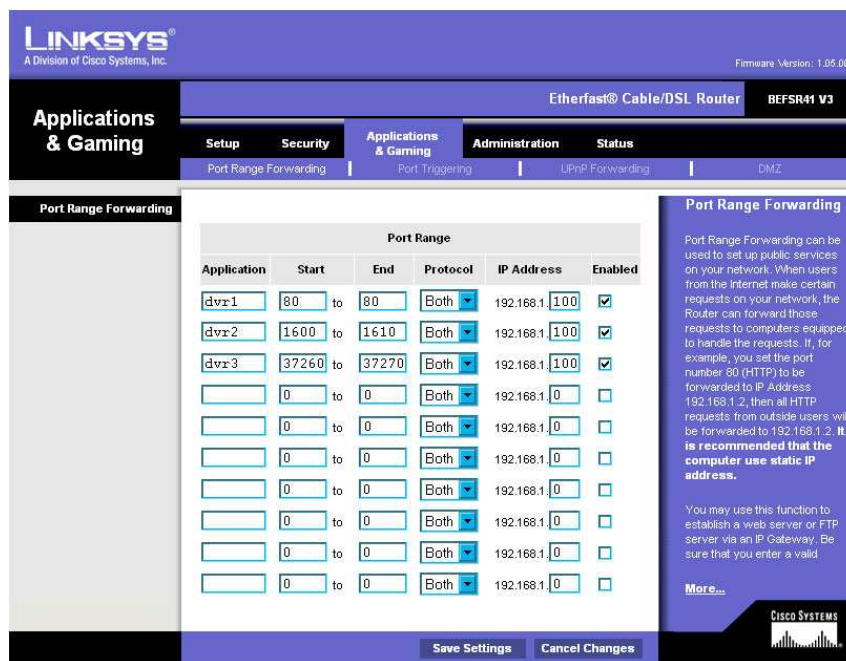 LINKSYS®
A Division of Cisco Systems, Inc.
Firmware Version: 1.05.00
Etherfast® Cable/DSL Router BEFSR41 V3
Applications & Gaming
Setup Security Applications & Gaming Administration Status
Port Range Forwarding Port Triggering UPnP Forwarding DMZ
Port Range Forwarding
Port Range
Application Start End Protocol IP Address Enabled
dvr1 80 to 80 Both 192.168.1.100
dvr2 1600 to 1610 Both 192.168.1.100
dvr3 37260 to 37270 Both 192.168.1.100
0 to 0 Both 192.168.1.0
0 to 0 Both 192.168.1.0
0 to 0 Both 192.168.1.0
0 to 0 Both 192.168.1.0
0 to 0 Both 192.168.1.0
0 to 0 Both 192.168.1.0
0 to 0 Both 192.168.1.0
Port Range Forwarding
Port Range Forwarding can be
used to set up public services
on your network. When users
from the Internet make certain
requests on your network, the
Router can forward those
requests to computers equipped
to handle the requests. If, for
example, you set the port
number 80 (HTTP) to be
forwarded to IP Address
192.168.1.2, then all HTTP
requests from outside users wil
be forwarded to 192.168.1.2. It
is recommended that the
computer use static IP
address.
You may use this function to
establish a web server or FTP
server via an IP Gateway. Be
sure that you enter a valid
More...
CISCO SYSTEMS
Save Settings Cancel Changes